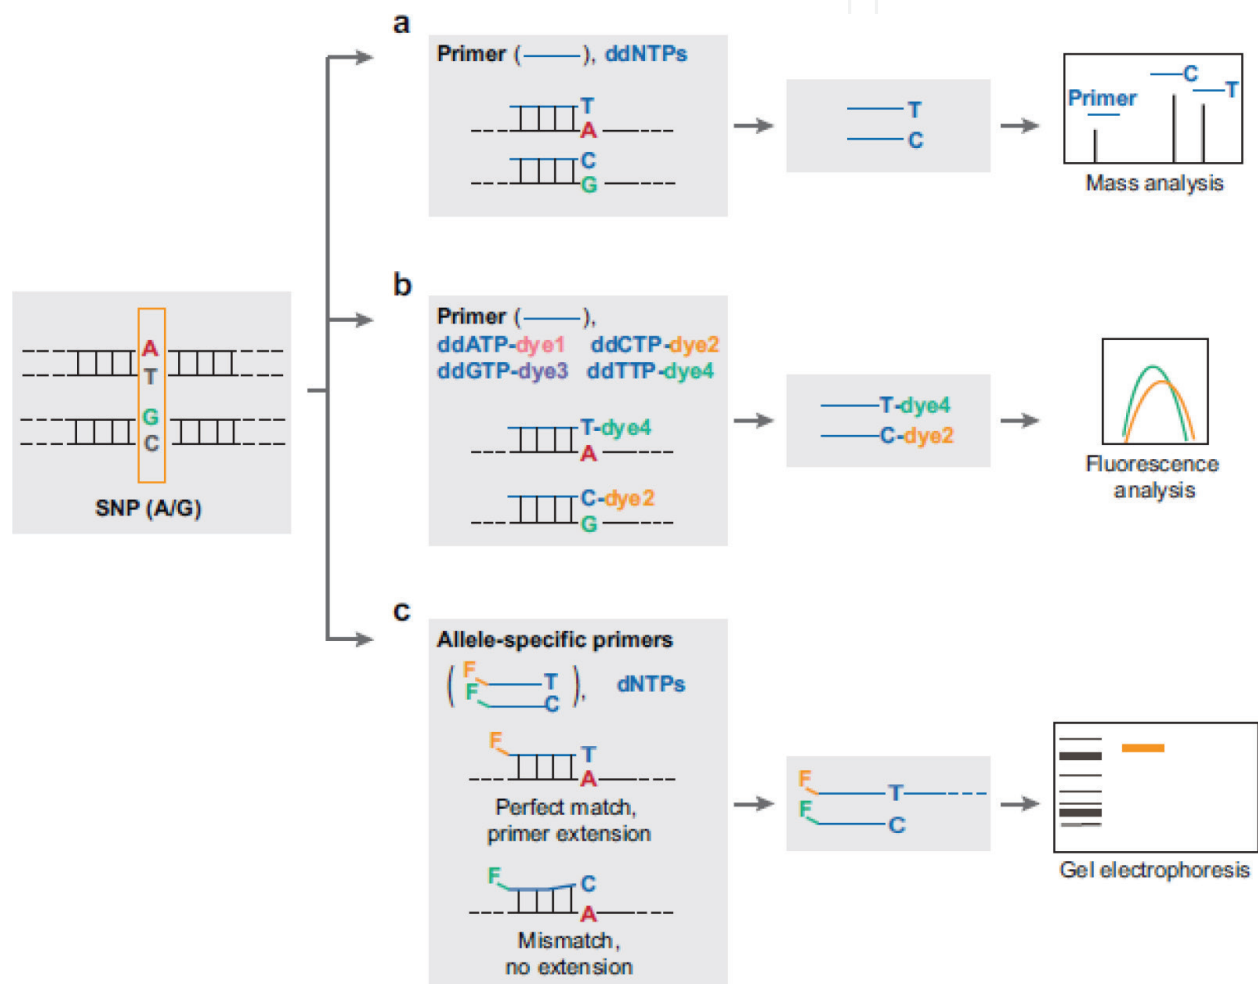 a
Primer ( ), ddNTPs
T
A
C
G
T
C
Primer
C
T
Mass analysis
A
T
G
C
SNP (A/G)
b
Primer ( ),
ddATP-dye1 ddCTP-dye2
ddGTP-dye3 ddTTP-dye4
T-dye4
A
C-dye2
G
T-dye4
C-dye2
Fluorescence
analysis
c
Allele-specific primers
( F T
F C ), dNTPs
F T
A
Perfect match,
primer extension
F C
A
Mismatch,
no extension
F T
F C
Gel electrophoresis